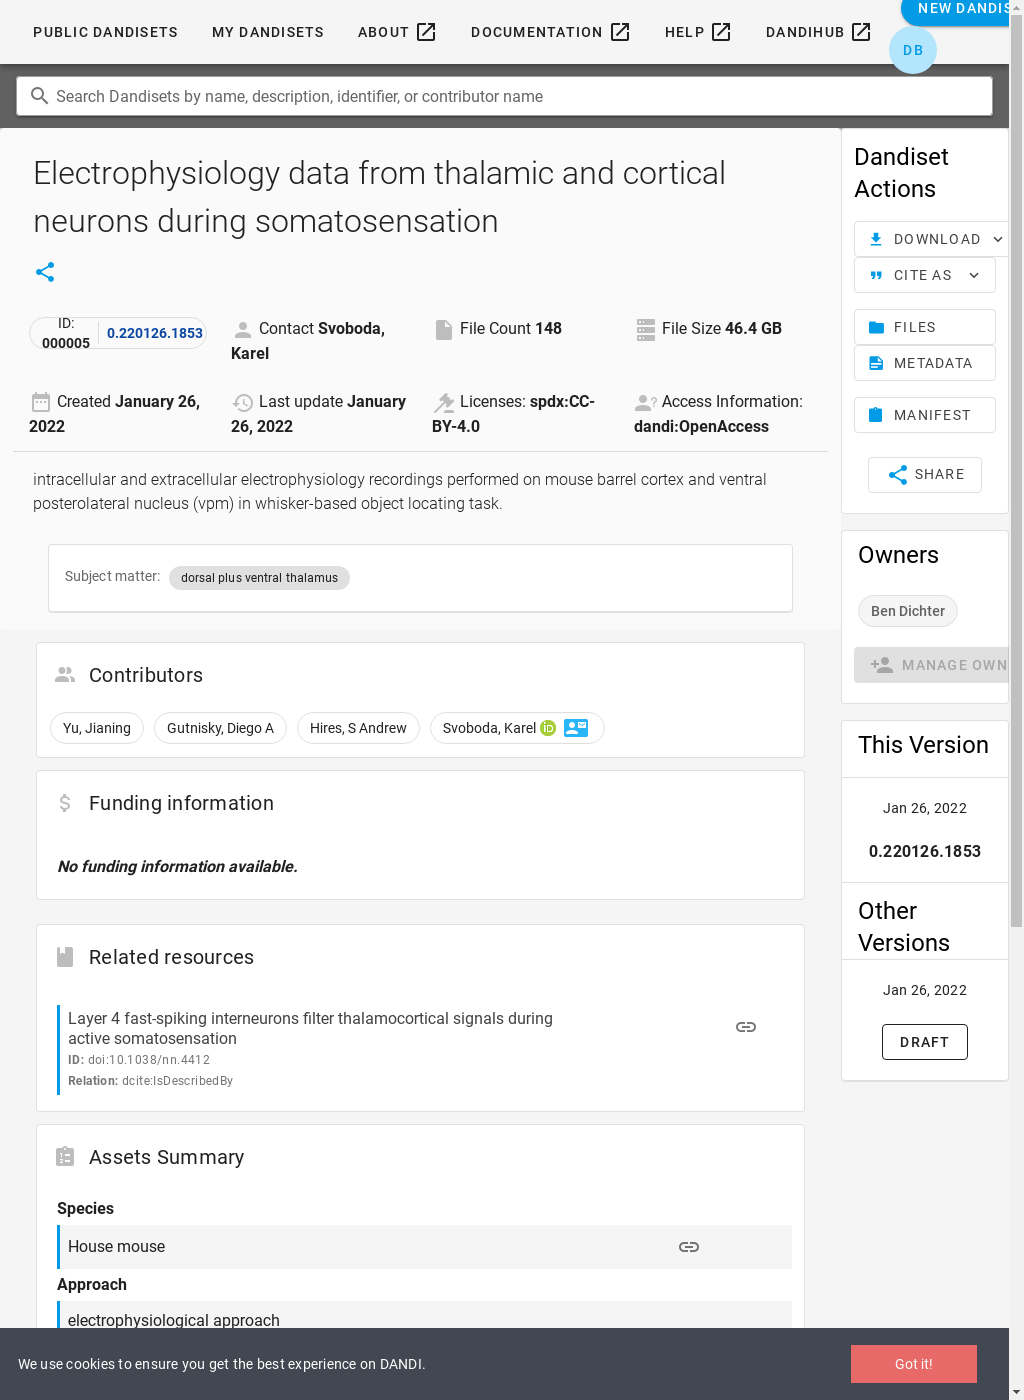 PUBLIC DANDISETS
MY DANDISETS
ABOUT
DOCUMENTATION
HELP
DANDIHUB
NEW DANDIS
DB
Search Dandisets by name, description, identifier, or contributor name
Electrophysiology data from thalamic and cortical
neurons during somatosensation
ID:
000005
0.220126.1853
Contact Svoboda,
Karel
File Count 148
File Size 46.4 GB
Created January 26,
2022
Last update January
26, 2022
Licenses: spdx:CC-
BY-4.0
Access Information:
dandi:OpenAccess
intracellular and extracellular electrophysiology recordings performed on mouse barrel cortex and ventral
posterolateral nucleus (vpm) in whisker-based object locating task.
Subject matter:
dorsal plus ventral thalamus
Contributors
Yu, Jianing
Gutnisky, Diego A
Hires, S Andrew
Svoboda, Karel
iD
Funding information
No funding information available.
Related resources
Layer 4 fast-spiking interneurons filter thalamocortical signals during
active somatosensation
ID: doi:10.1038/nn.4412
Relation: dcite:IsDescribedBy
Assets Summary
Species
House mouse
Approach
electrophysiological approach
Dandiset
Actions
DOWNLOAD
CITE AS
FILES
METADATA
MANIFEST
SHARE
Owners
Ben Dichter
MANAGE OWN
This Version
Jan 26, 2022
0.220126.1853
Other
Versions
Jan 26, 2022
DRAFT
We use cookies to ensure you get the best experience on DANDI.
Got it!